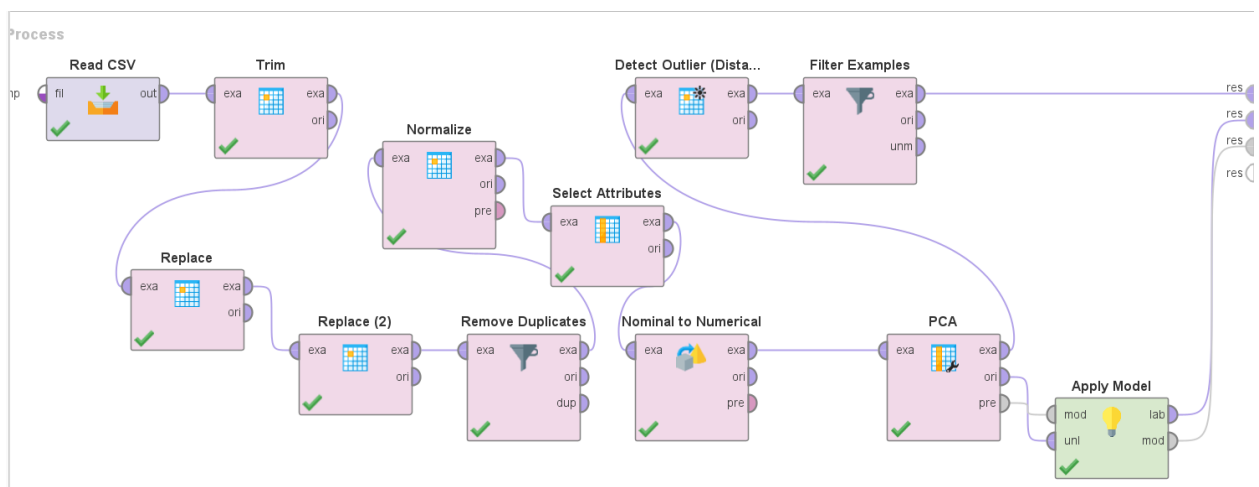 Process
Read CSV
np
fil
out
Trim
exa
exa
ori
Detect Outlier (Dista...
exa
exa
ori
Filter Examples
exa
exa
ori
unm
res
res
res
res
Normalize
exa
exa
ori
pre
Select Attributes
exa
exa
ori
Replace
exa
exa
ori
Replace (2)
exa
exa
ori
Remove Duplicates
exa
exa
ori
dup
Nominal to Numerical
exa
exa
ori
pre
PCA
exa
exa
ori
pre
Apply Model
mod
lab
unl
mod